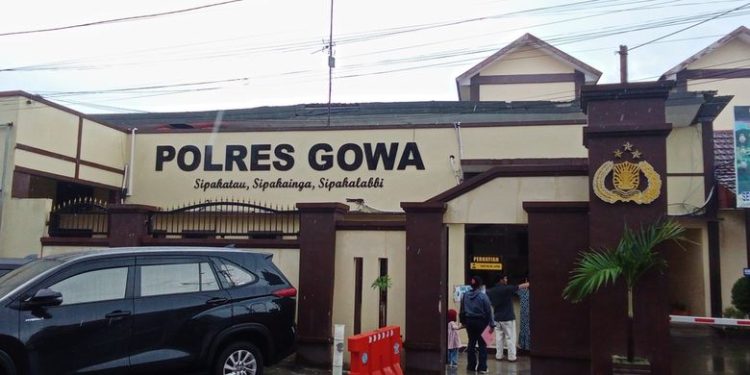 POLRES GOWA
Sipakatau, Sipakainga, Sipakalabbi
PERHATIAN